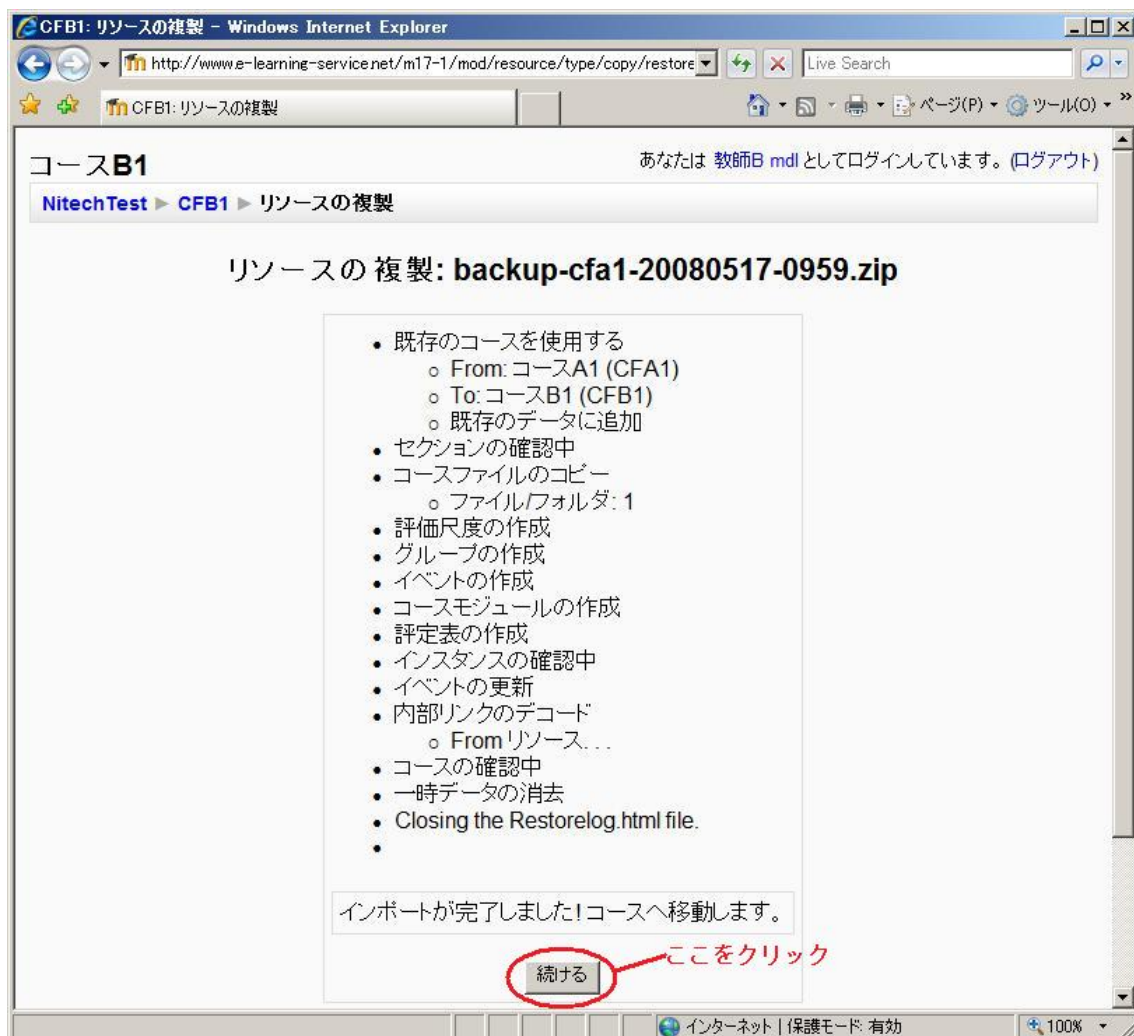 CFB1: リソースの複製 - Windows Internet Explorer
http://www.e-learning-service.net/m17-1/mod/resource/type/copy/restore
Live Search
CFB1: リソースの複製
ページ(P)
ツール(O)
コースB1
あなたは 教師B mdl としてログインしています。(ログアウト)
NitechTest ► CFB1 ► リソースの複製
リソースの複製: backup-cfa1-20080517-0959.zip
既存のコースを使用する
From: コースA1 (CFA1)
To: コースB1 (CFB1)
既存のデータに追加
セクションの確認中
コースファイルのコピー
ファイル/フォルダ: 1
評価尺度の作成
グループの作成
イベントの作成
コースモジュールの作成
評定表の作成
インスタンスの確認中
イベントの更新
内部リンクのデコード
From リソース...
コースの確認中
一時データの消去
Closing the Restorelog.html file.
インポートが完了しました! コースへ移動します。
ここをクリック
続ける
インターネット | 保護モード: 有効
100%